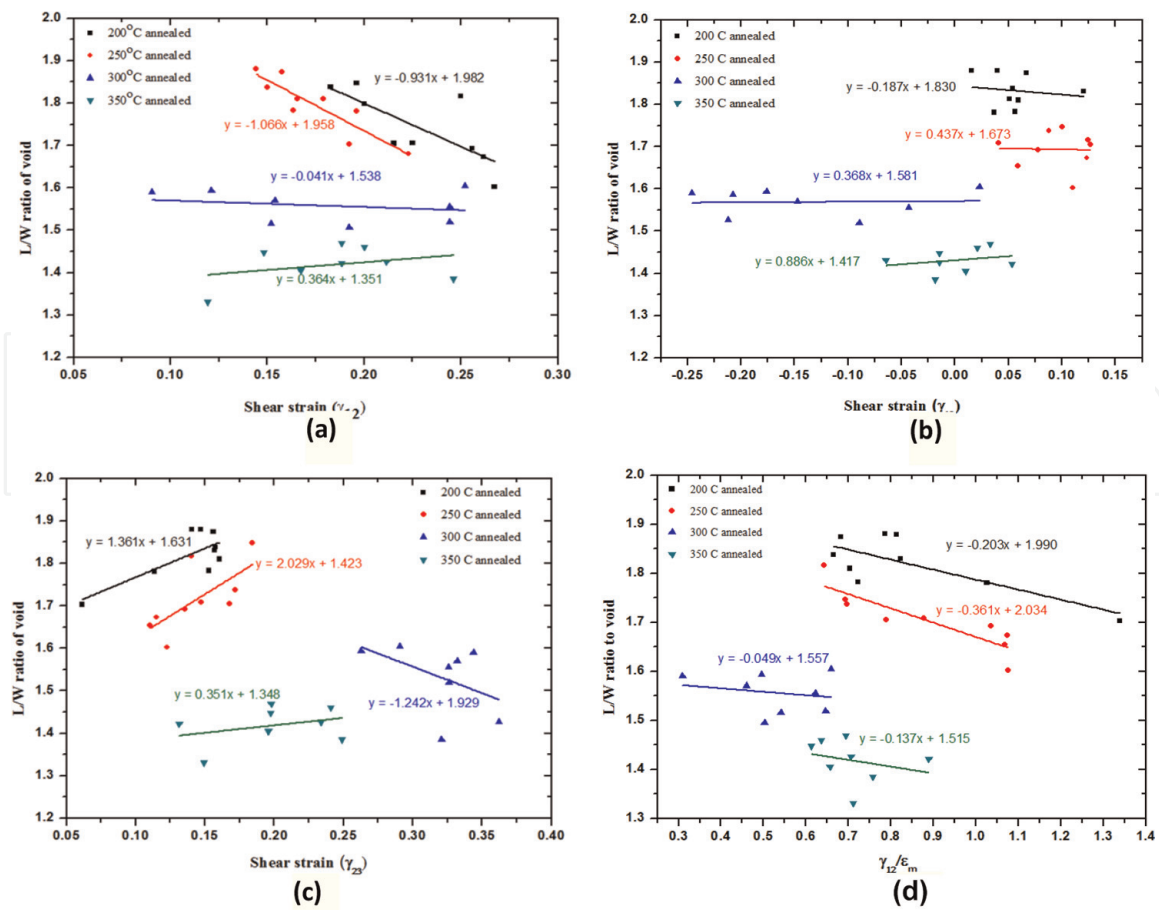 2.0
1.9
1.8
1.7
1.6
1.5
1.4
1.3
1.2
L/W ratio of void
200°C annealed
250°C annealed
300°C annealed
350°C annealed
y = -0.931x + 1.982
y = -1.066x + 1.958
y = -0.041x + 1.538
y = 0.364x + 1.351
0.05 0.10 0.15 0.20 0.25 0.30
Shear strain (γ₁₂)
(a)
2.0
1.9
1.8
1.7
1.6
1.5
1.4
1.3
1.2
L/W ratio of void
200 C annealed
250 C annealed
300 C annealed
350 C annealed
y = -0.187x + 1.830
y = 0.437x + 1.673
y = 0.368x + 1.581
y = 0.886x + 1.417
-0.25 -0.20 -0.15 -0.10 -0.05 0.00 0.05 0.10 0.15
Shear strain (γ
(b)
2.0
1.9
1.8
1.7
1.6
1.5
1.4
1.3
1.2
L/W ratio of void
200 C annealed
250 C annealed
300 C annealed
350 C annealed
y = 1.361x + 1.631
y = 2.029x + 1.423
y = 0.351x + 1.348
y = -1.242x + 1.929
0.05 0.10 0.15 0.20 0.25 0.30 0.35 0.40
Shear strain (γ₂₃)
(c)
2.0
1.9
1.8
1.7
1.6
1.5
1.4
1.3
1.2
L/W ratio to void
200 C annealed
250 C annealed
300 C annealed
350 C annealed
y = -0.203x + 1.990
y = -0.361x + 2.034
y = -0.049x + 1.557
y = -0.137x + 1.515
0.3 0.4 0.5 0.6 0.7 0.8 0.9 1.0 1.1 1.2 1.3 1.4
γ₁₂/εₘ
(d)